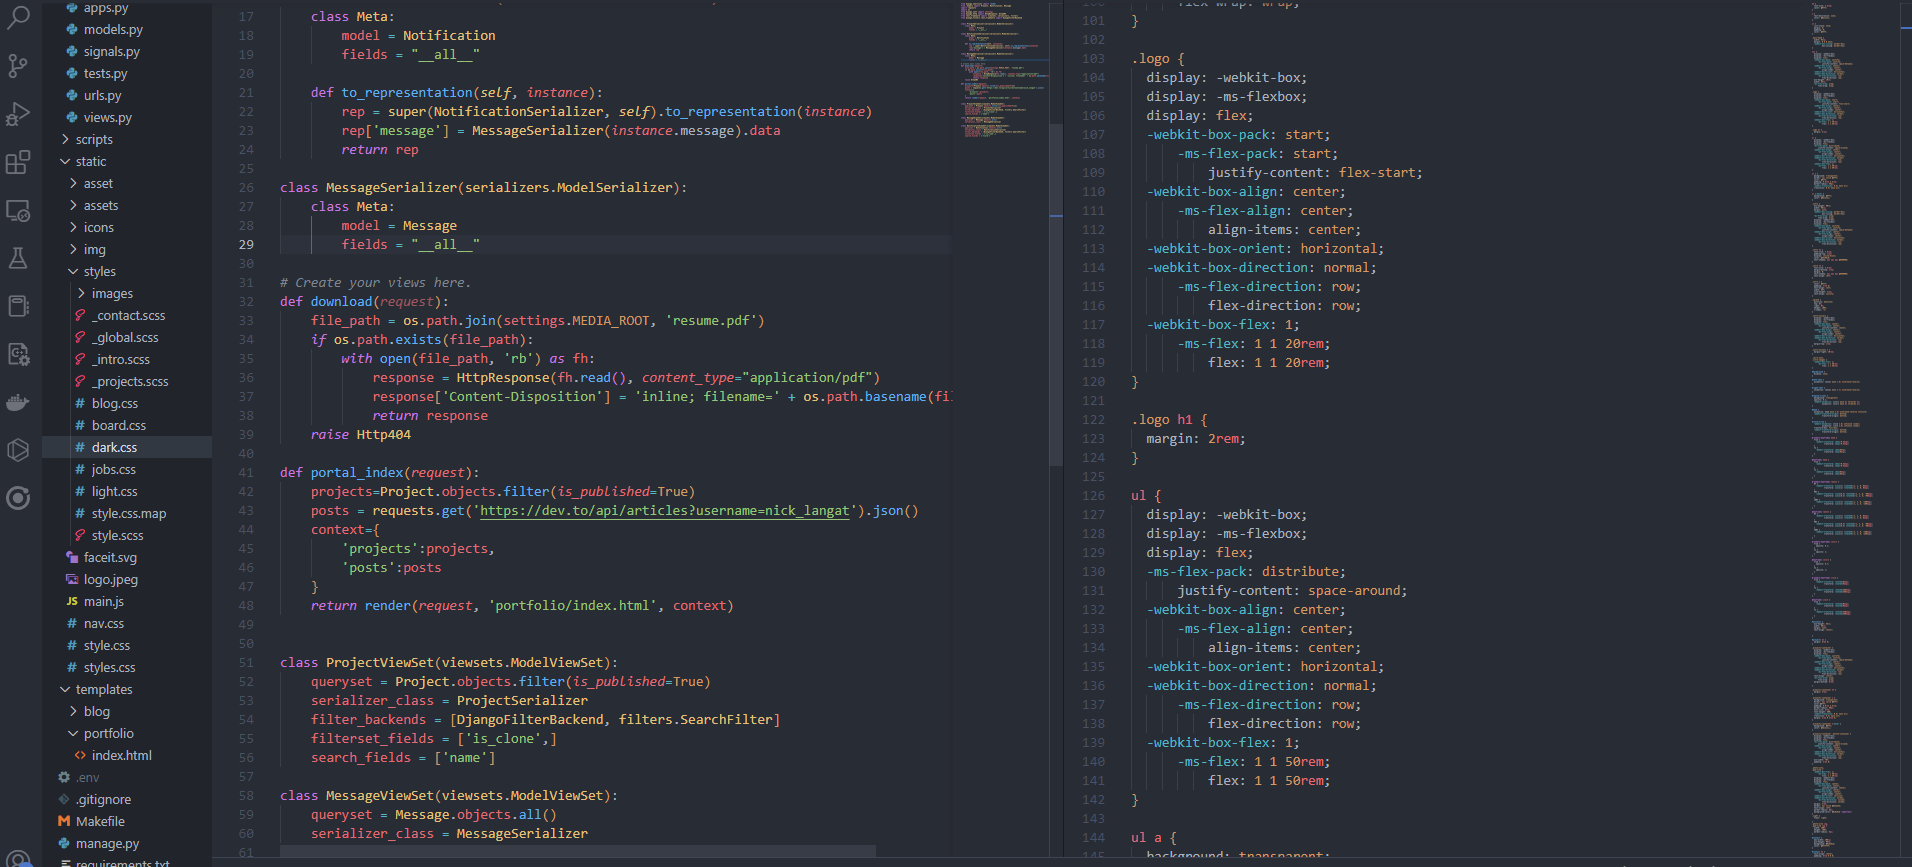 apps.py
models.py
signals.py
tests.py
urls.py
views.py
scripts
static
asset
assets
icons
img
styles
images
_contact.scss
_global.scss
_intro.scss
_projects.scss
# blog.css
# board.css
# dark.css
# jobs.css
# light.css
# style.css.map
style.scss
faceit.svg
logo.jpeg
JS main.js
# nav.css
# style.css
# styles.css
templates
blog
portfolio
<> index.html
.env
.gitignore
M Makefile
manage.py
requirements.txt
17 class Meta:
18 model = Notification
19 fields = "__all__"
20
21 def to_representation(self, instance):
22 rep = super(NotificationSerializer, self).to_representation(instance)
23 rep['message'] = MessageSerializer(instance.message).data
24 return rep
25
26 class MessageSerializer(serializers.ModelSerializer):
27 class Meta:
28 model = Message
29 fields = "__all__"
30
31 # Create your views here.
32 def download(request):
33 file_path = os.path.join(settings.MEDIA_ROOT, 'resume.pdf')
34 if os.path.exists(file_path):
35 with open(file_path, 'rb') as fh:
36 response = HttpResponse(fh.read(), content_type="application/pdf")
37 response['Content-Disposition'] = 'inline; filename=' + os.path.basename(fil
38 return response
39 raise Http404
40
41 def portal_index(request):
42 projects=Project.objects.filter(is_published=True)
43 posts = requests.get('https://dev.to/api/articles?username=nick_langat').json()
44 context={
45 'projects':projects,
46 'posts':posts
47 }
48 return render(request, 'portfolio/index.html', context)
49
50
51 class ProjectViewSet(viewsets.ModelViewSet):
52 queryset = Project.objects.filter(is_published=True)
53 serializer_class = ProjectSerializer
54 filter_backends = [DjangoFilterBackend, filters.SearchFilter]
55 filterset_fields = ['is_clone',]
56 search_fields = ['name']
57
58 class MessageViewSet(viewsets.ModelViewSet):
59 queryset = Message.objects.all()
60 serializer_class = MessageSerializer
61
100 flex-wrap: wrap;
101 }
102
103 .logo {
104 display: -webkit-box;
105 display: -ms-flexbox;
106 display: flex;
107 -webkit-box-pack: start;
108 -ms-flex-pack: start;
109 justify-content: flex-start;
110 -webkit-box-align: center;
111 -ms-flex-align: center;
112 align-items: center;
113 -webkit-box-orient: horizontal;
114 -webkit-box-direction: normal;
115 -ms-flex-direction: row;
116 flex-direction: row;
117 -webkit-box-flex: 1;
118 -ms-flex: 1 1 20rem;
119 flex: 1 1 20rem;
120 }
121
122 .logo h1 {
123 margin: 2rem;
124 }
125
126 ul {
127 display: -webkit-box;
128 display: -ms-flexbox;
129 display: flex;
130 -ms-flex-pack: distribute;
131 justify-content: space-around;
132 -webkit-box-align: center;
133 -ms-flex-align: center;
134 align-items: center;
135 -webkit-box-orient: horizontal;
136 -webkit-box-direction: normal;
137 -ms-flex-direction: row;
138 flex-direction: row;
139 -webkit-box-flex: 1;
140 -ms-flex: 1 1 50rem;
141 flex: 1 1 50rem;
142 }
143
144 ul a {
145 background: transparent;